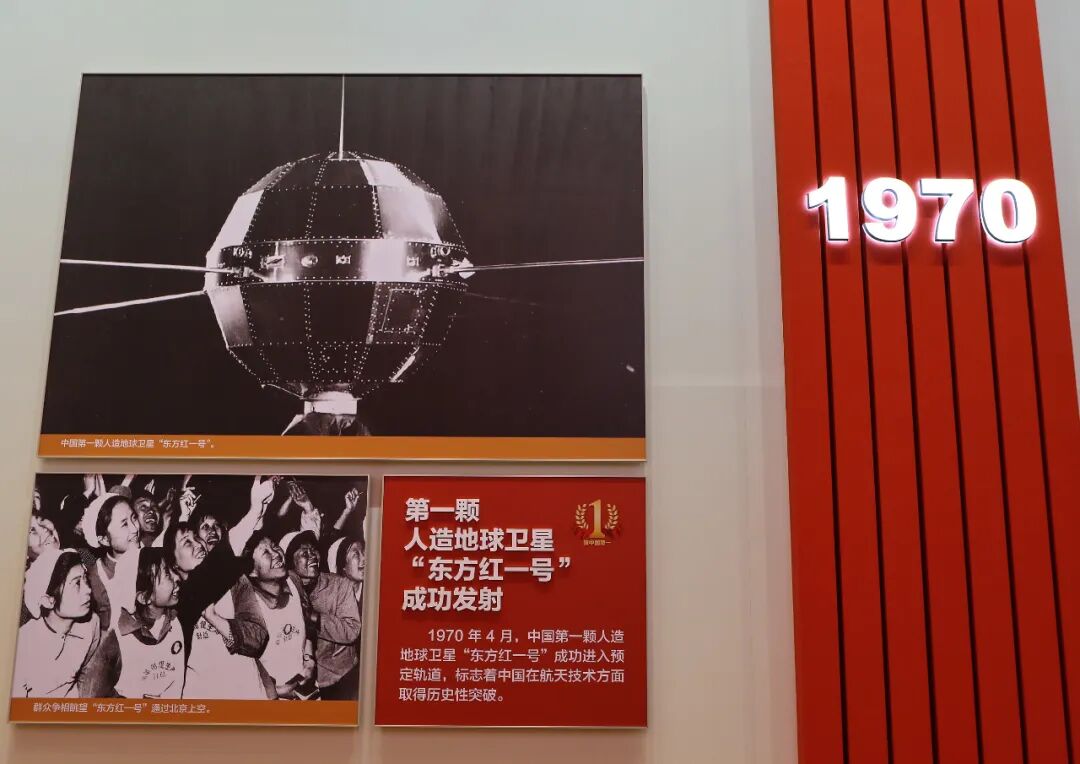 1970
中国第一颗人造地球卫星“东方红一号”。
第一颗
人造地球卫星
“东方红一号”
成功发射
1
1970 年 4 月，中国第一颗人造
地球卫星“东方红一号”成功进入预
定轨道，标志着中国在航天技术方面
取得历史性突破。
群众争相眺望“东方红一号”通过北京上空。